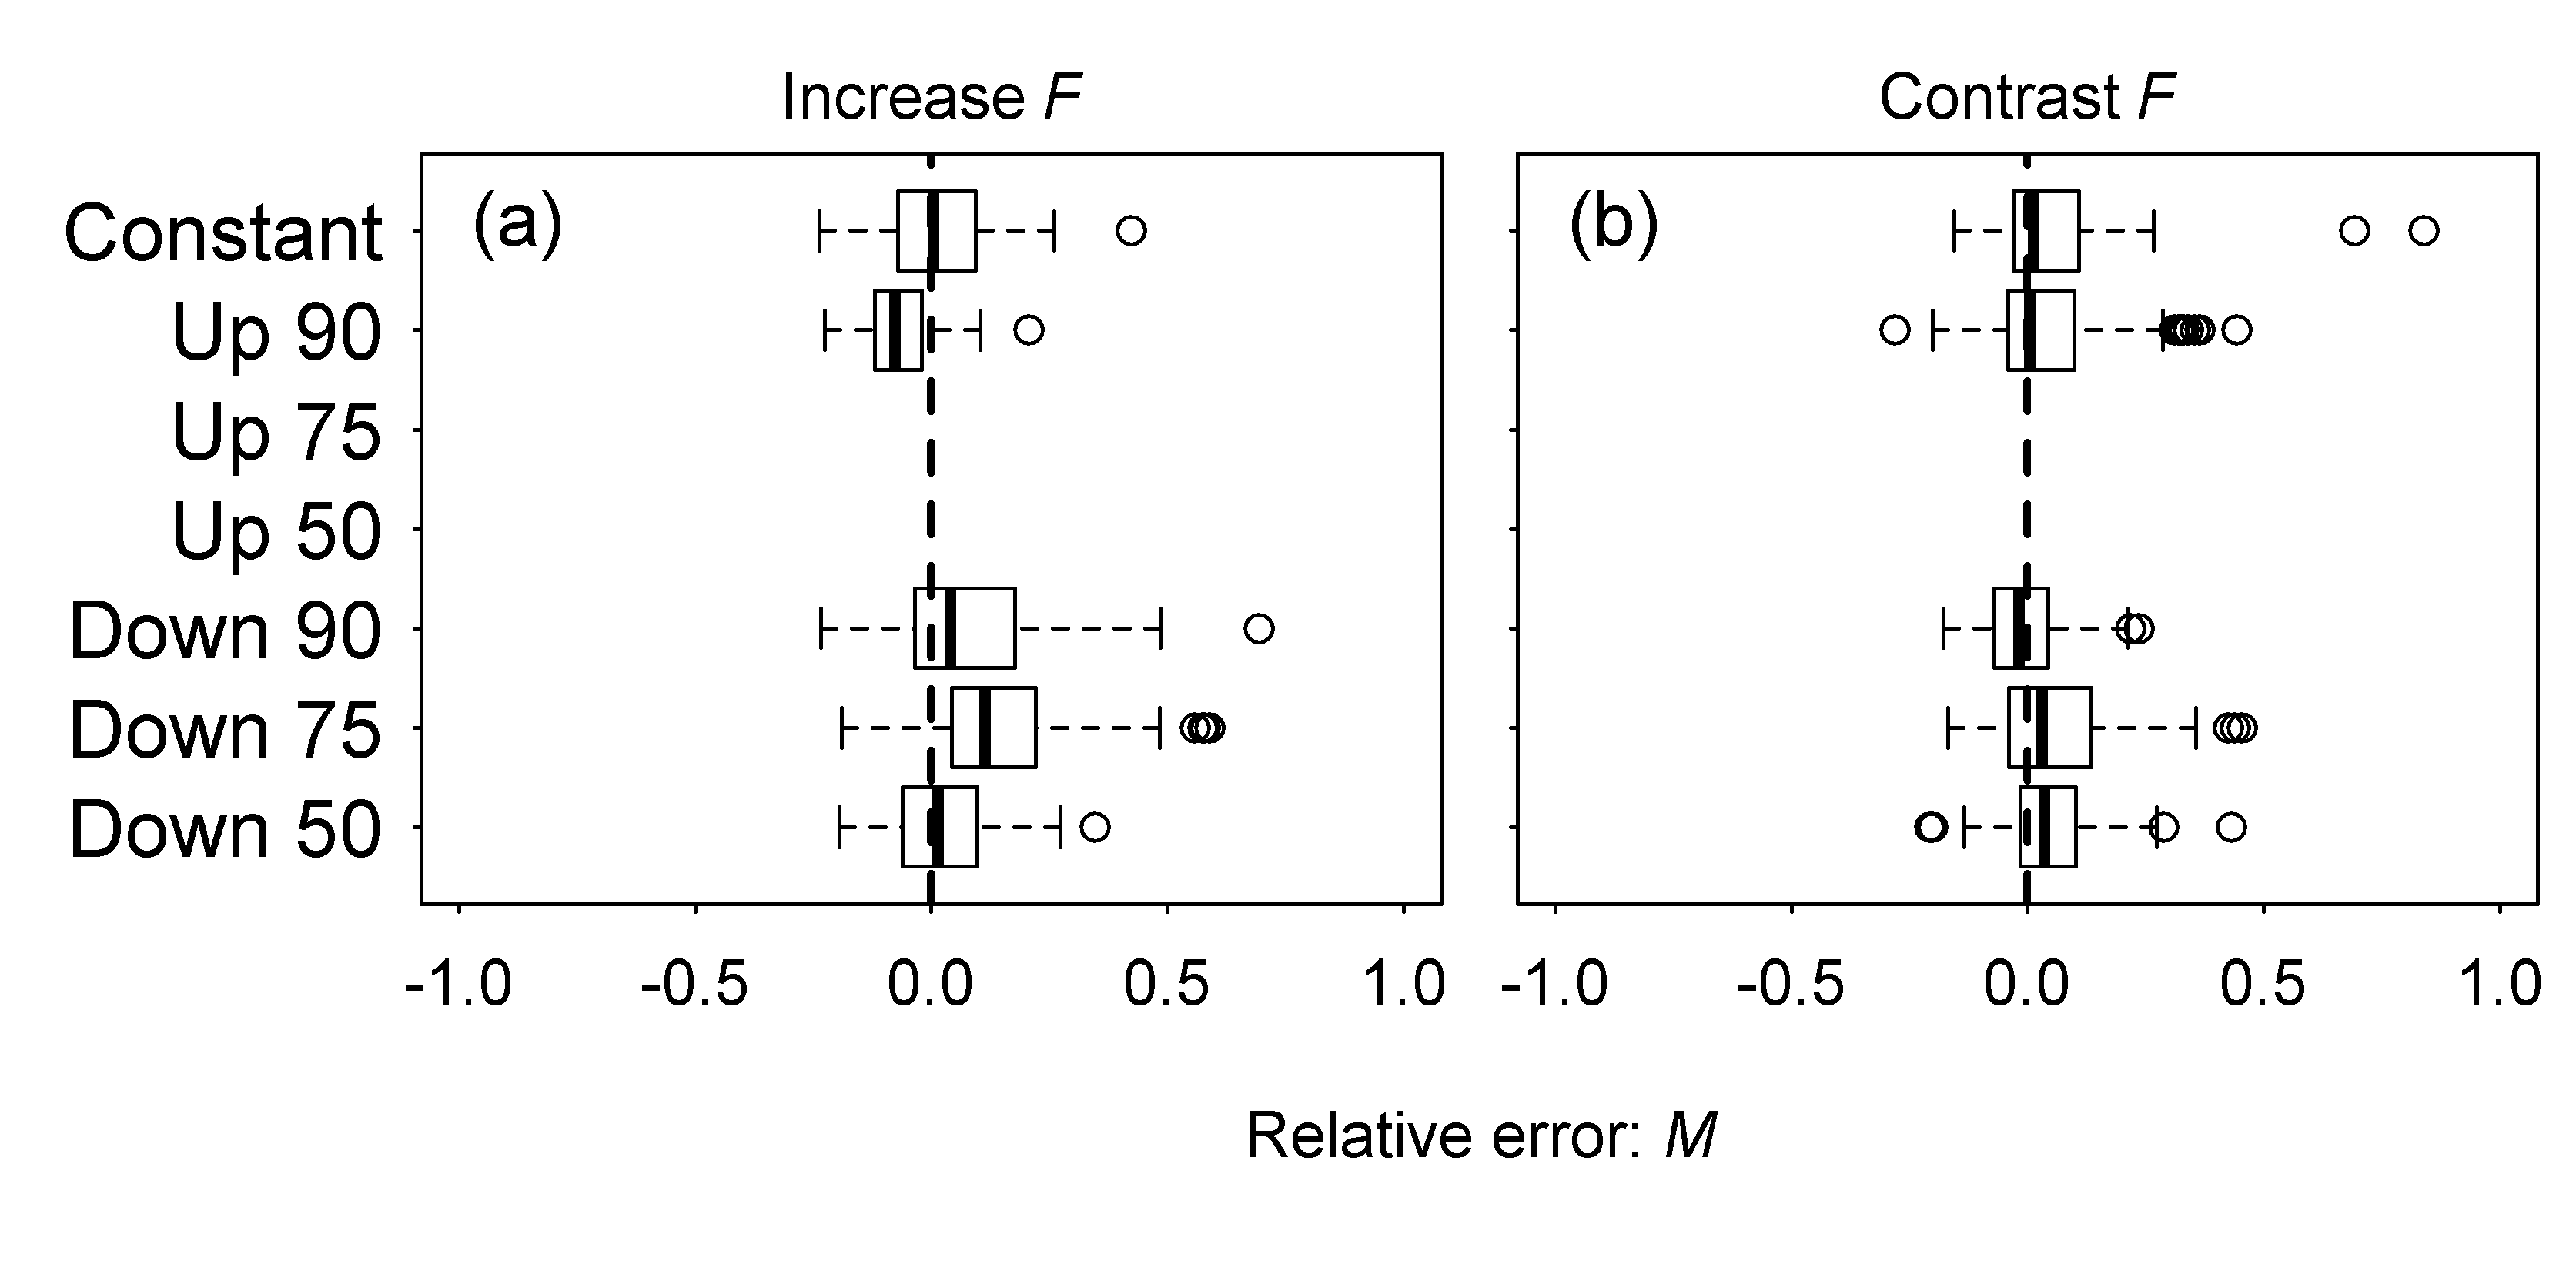 Increase F
Contrast F
(a)
(b)
Constant
Up 90
Up 75
Up 50
Down 90
Down 75
Down 50
-1.0 -0.5 0.0 0.5 1.0
-1.0 -0.5 0.0 0.5 1.0
Relative error: M